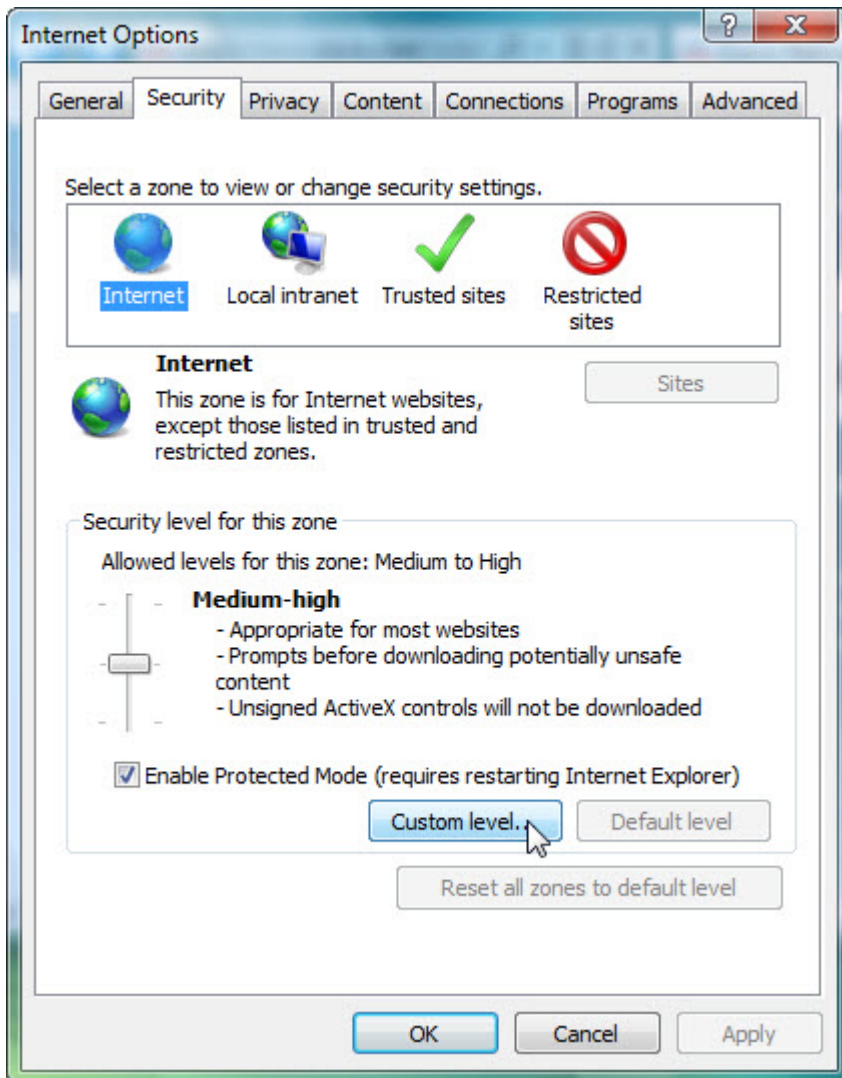 Internet Options
General Security Privacy Content Connections Programs Advanced
Select a zone to view or change security settings.
Internet Local intranet Trusted sites Restricted
sites
Internet
Sites
This zone is for Internet websites,
except those listed in trusted and
restricted zones.
Security level for this zone
Allowed levels for this zone: Medium to High
Medium-high
- Appropriate for most websites
- Prompts before downloading potentially unsafe
content
- Unsigned ActiveX controls will not be downloaded
Enable Protected Mode (requires restarting Internet Explorer)
Custom level.. Default level
Reset all zones to default level
OK Cancel Apply